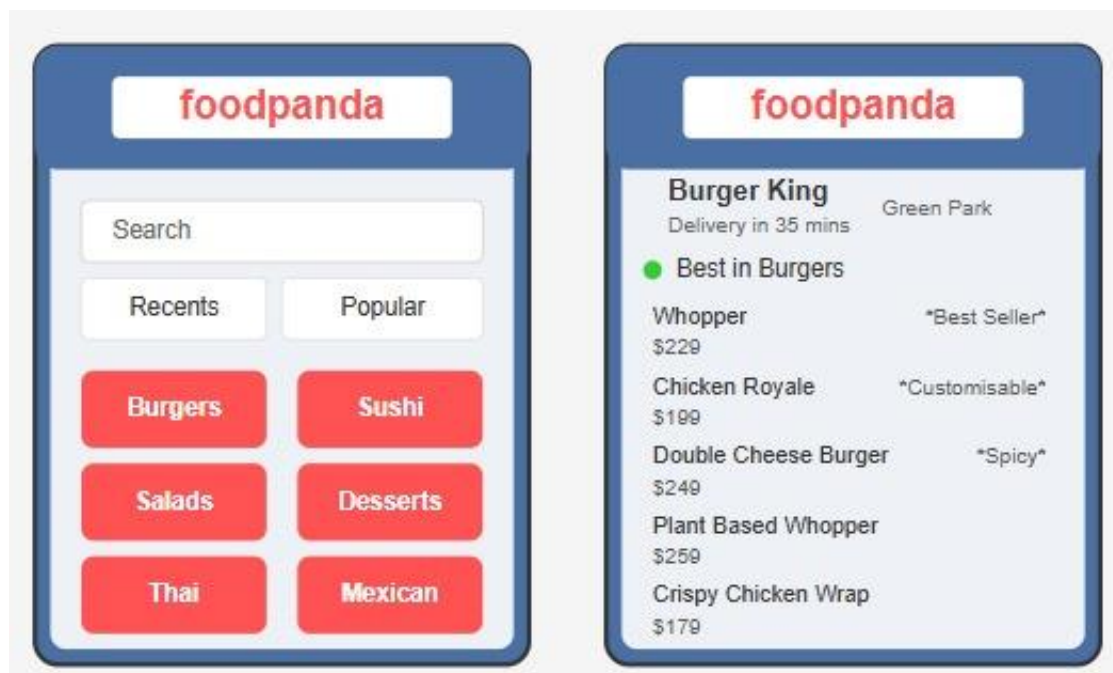 foodpanda
Search
Recents Popular
Burgers Sushi
Salads Desserts
Thai Mexican
foodpanda
Burger King
Green Park
Delivery in 35 mins
Best in Burgers
Whopper *Best Seller*
$229
Chicken Royale *Customisable*
$199
Double Cheese Burger *Spicy*
$249
Plant Based Whopper
$259
Crispy Chicken Wrap
$179